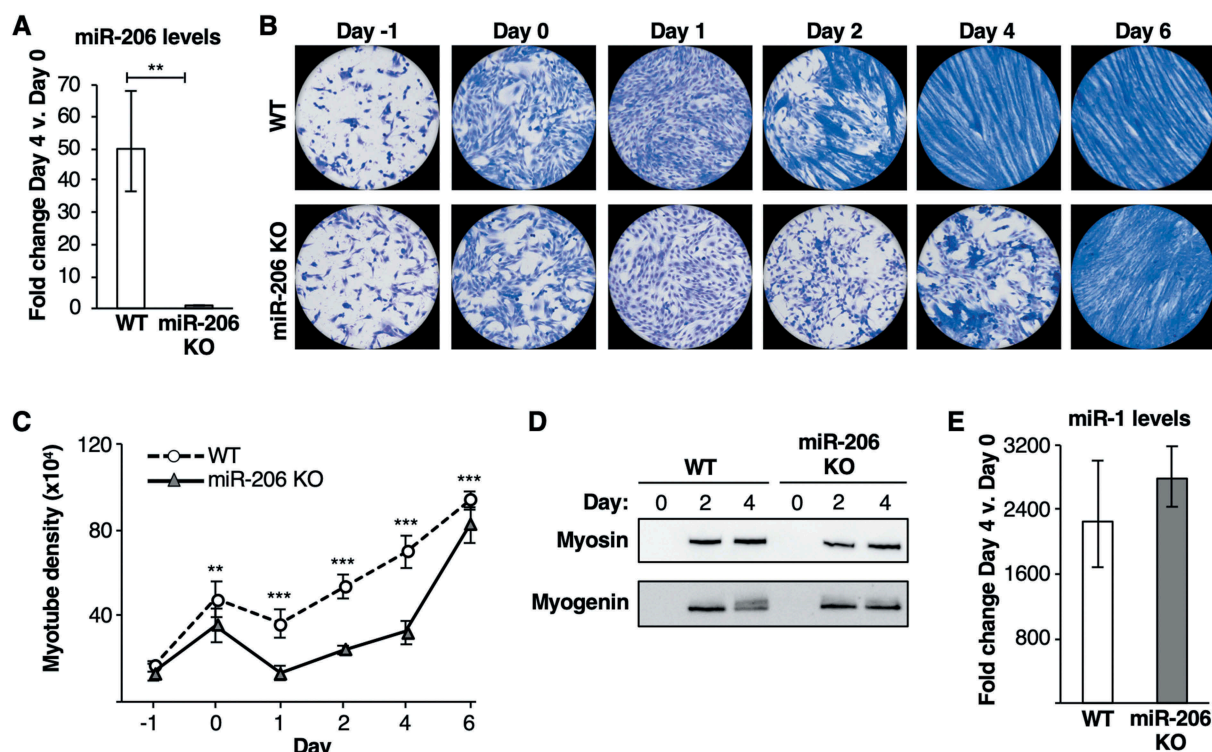 A
miR-206 levels
Fold change Day 4 v. Day 0
**
70
60
50
40
30
20
10
0
WT
miR-206
KO
B
Day -1
Day 0
Day 1
Day 2
Day 4
Day 6
WT
miR-206 KO
C
Myotube density (x10⁴)
120
80
40
WT
miR-206 KO
**
***
***
***
***
-1
0
1
2
4
6
Day
D
WT
miR-206
KO
Day: 0 2 4 0 2 4
Myosin
Myogenin
E
miR-1 levels
Fold change Day 4 v. Day 0
3200
2400
1600
800
WT
miR-206
KO